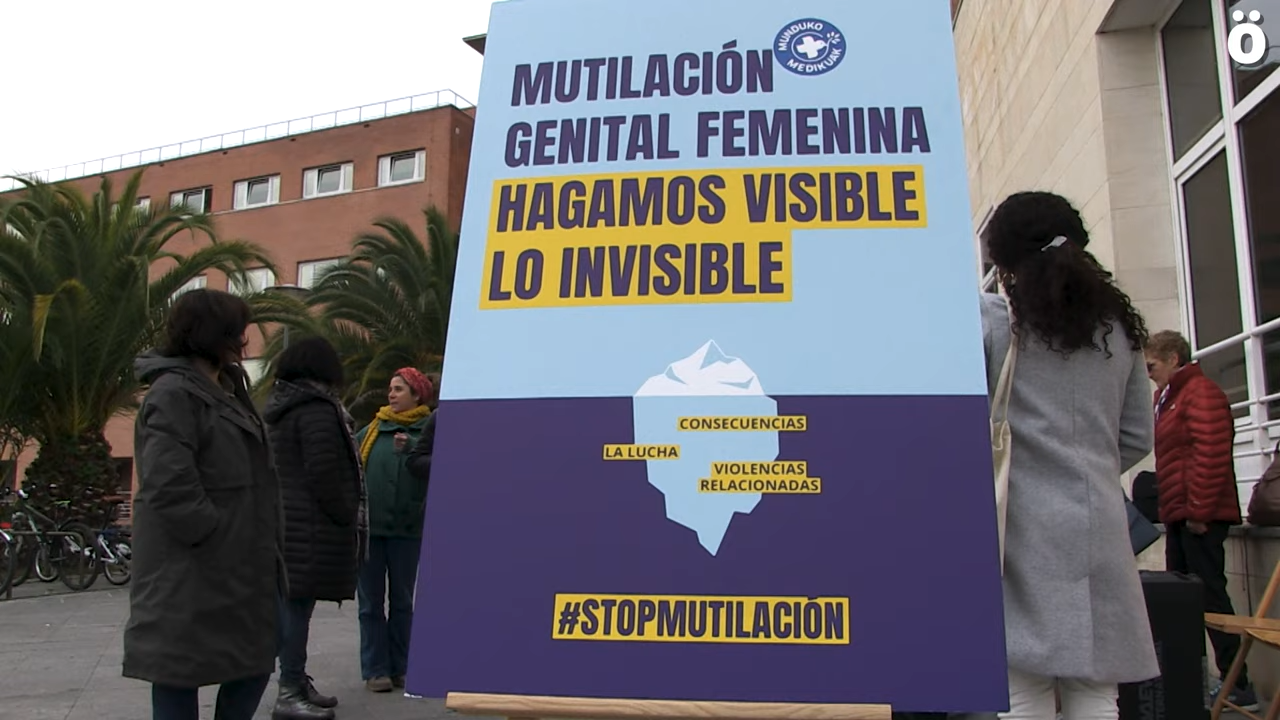 MUNDUKO
MEDIKUAK
MUTILACIÓN
GENITAL FEMENINA
HAGAMOS VISIBLE
LO INVISIBLE
CONSECUENCIAS
LA LUCHA
VIOLENCIAS
RELACIONADAS
#STOPMUTILACIÓN
ö